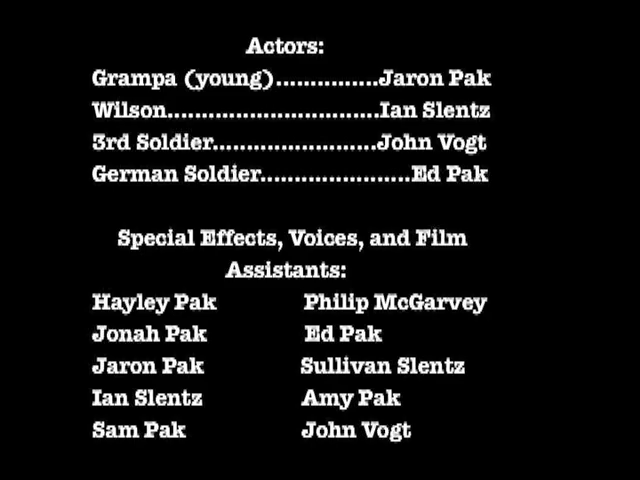 Actors:
Grampa (young)...............Jaron Pak
Wilson...............................Ian Slentz
3rd Soldier........................John Vogt
German Soldier......................Ed Pak
Special Effects, Voices, and Film
Assistants:
Hayley Pak Philip McGarvey
Jonah Pak Ed Pak
Jaron Pak Sullivan Slentz
Ian Slentz Amy Pak
Sam Pak John Vogt